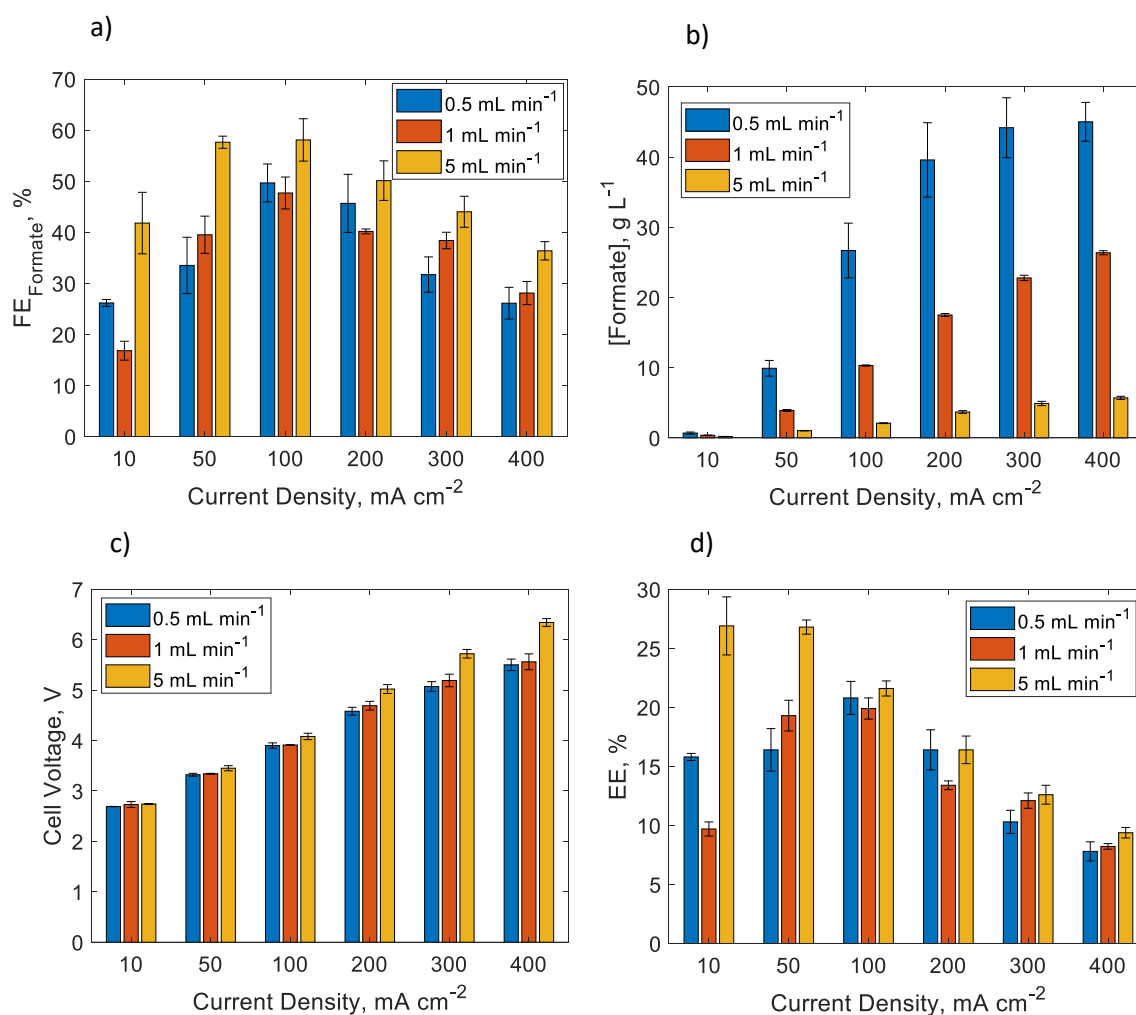 a)
FE_Formate, %
70
60
50
40
30
20
10
0
0.5 mL min⁻¹
1 mL min⁻¹
5 mL min⁻¹
10 50 100 200 300 400
Current Density, mA cm⁻²
b)
[Formate], g L⁻¹
50
40
30
20
10
0
0.5 mL min⁻¹
1 mL min⁻¹
5 mL min⁻¹
10 50 100 200 300 400
Current Density, mA cm⁻²
c)
Cell Voltage, V
7
6
5
4
3
2
1
0
0.5 mL min⁻¹
1 mL min⁻¹
5 mL min⁻¹
10 50 100 200 300 400
Current Density, mA cm⁻²
d)
EE, %
30
25
20
15
10
5
0
0.5 mL min⁻¹
1 mL min⁻¹
5 mL min⁻¹
10 50 100 200 300 400
Current Density, mA cm⁻²